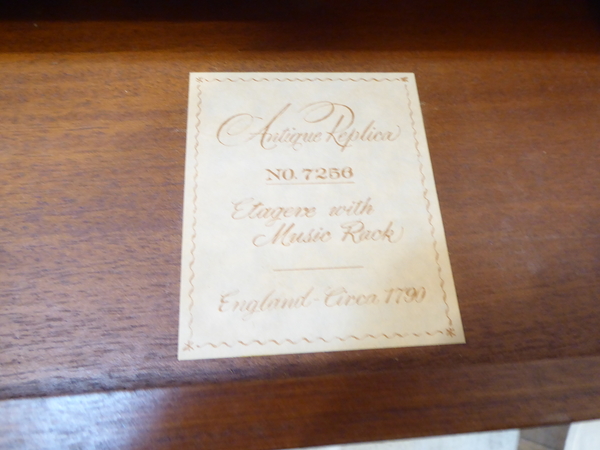 Antique Replica
NO. 7256
Etagere with
Music Rack
England - Circa 1790